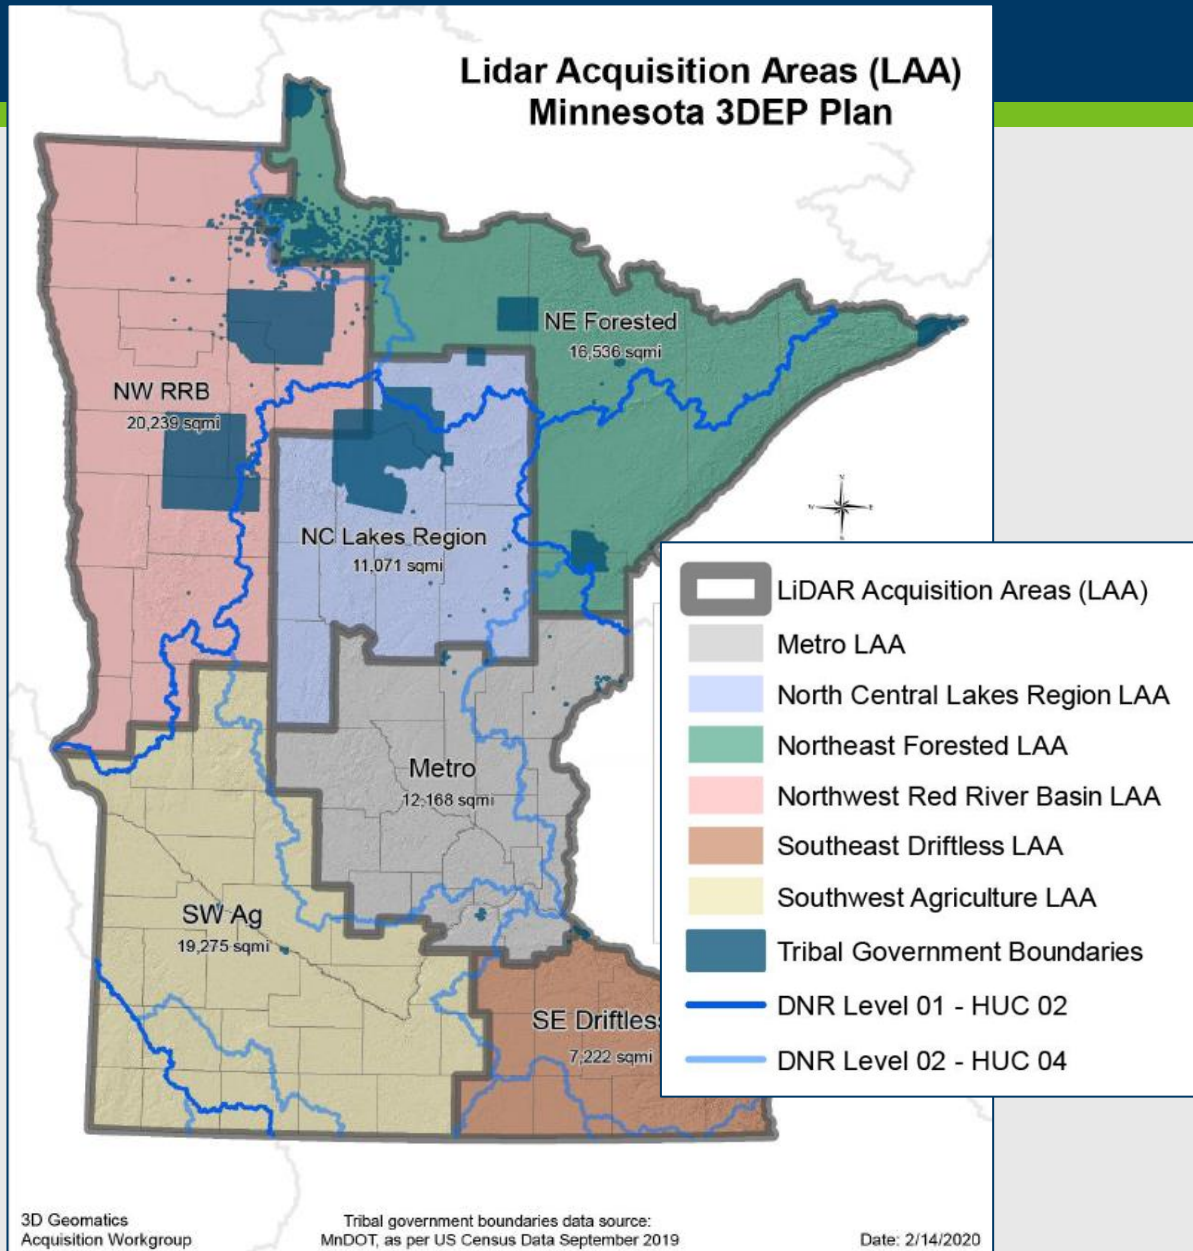 Lidar Acquisition Areas (LAA)
Minnesota 3DEP Plan
NE Forested
16,536 sqmi
NW RRB
20,239 sqmi
N
W E
NC Lakes Region
11,071 sqmi
Metro
12,168 sqmi
SW Ag
19,275 sqmi
SE Driftless
7,222 sqmi
LiDAR Acquisition Areas (LAA)
Metro LAA
North Central Lakes Region LAA
Northeast Forested LAA
Northwest Red River Basin LAA
Southeast Driftless LAA
Southwest Agriculture LAA
Tribal Government Boundaries
DNR Level 01 - HUC 02
DNR Level 02 - HUC 04
3D Geomatics
Acquisition Workgroup
Tribal government boundaries data source:
MnDOT, as per US Census Data September 2019
Date: 2/14/2020